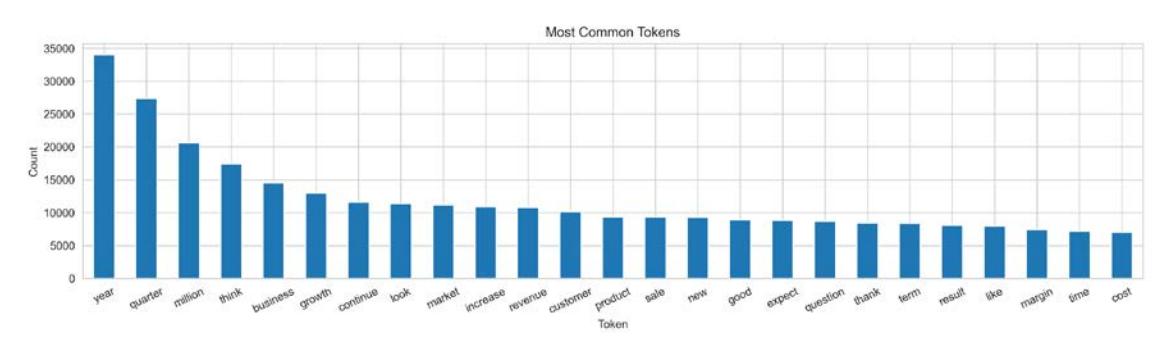 Most Common Tokens
Count
35000
30000
25000
20000
15000
10000
5000
0
year quarter million think business growth continue look market increase revenue customer product sale new good expect question thank term result like margin time cost
Token